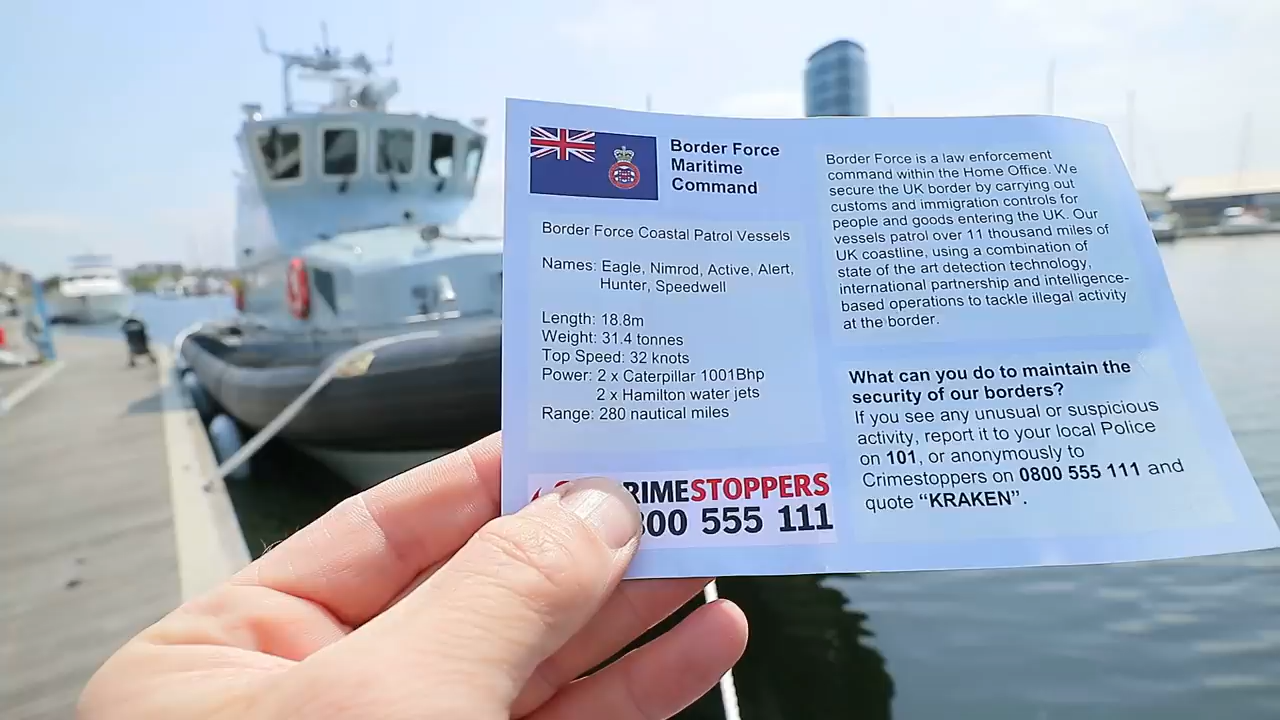 Border Force
Maritime
Command
Border Force Coastal Patrol Vessels
Names: Eagle, Nimrod, Active, Alert,
Hunter, Speedwell
Length: 18.8m
Weight: 31.4 tonnes
Top Speed: 32 knots
Power: 2 x Caterpillar 1001Bhp
2 x Hamilton water jets
Range: 280 nautical miles
RIMESTOPPERS
00 555 111
Border Force is a law enforcement
command within the Home Office. We
secure the UK border by carrying out
customs and immigration controls for
people and goods entering the UK. Our
vessels patrol over 11 thousand miles of
UK coastline, using a combination of
state of the art detection technology,
international partnership and intelligence-
based operations to tackle illegal activity
at the border.
What can you do to maintain the
security of our borders?
If you see any unusual or suspicious
activity, report it to your local Police
on 101, or anonymously to
Crimestoppers on 0800 555 111 and
quote “KRAKEN”.